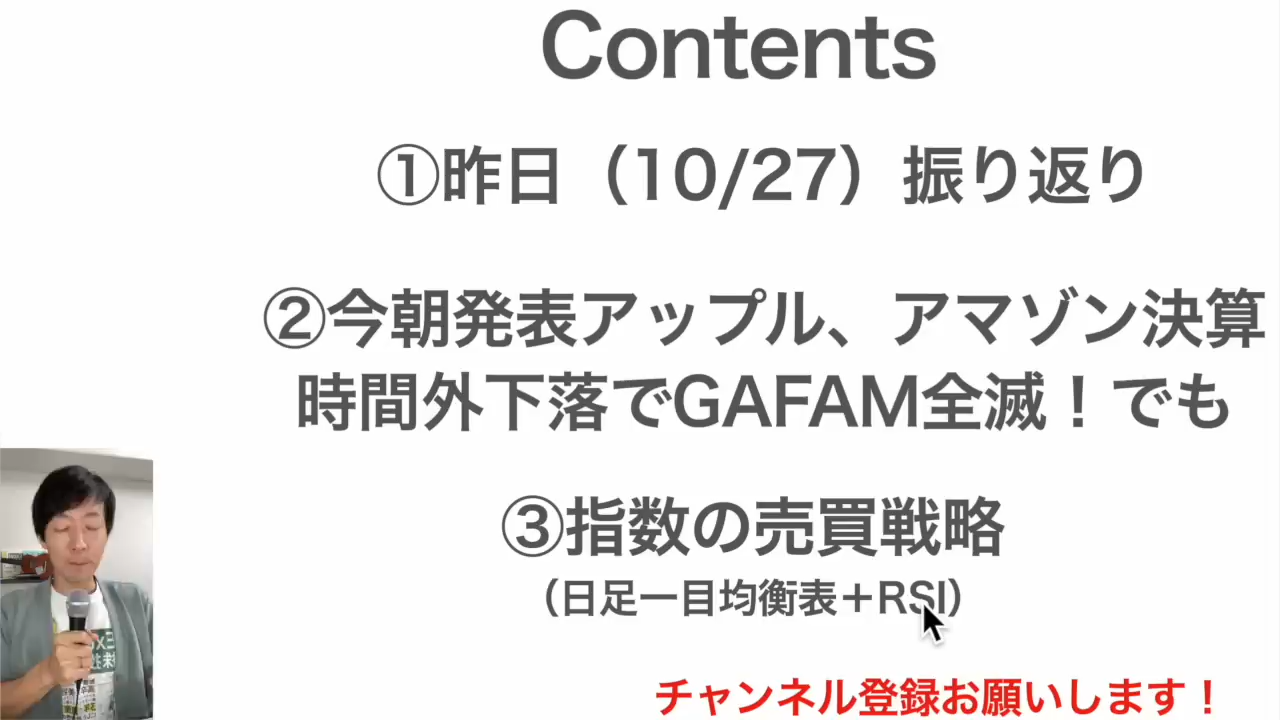 Contents
①昨日（10/27）振り返り
②今朝発表アップル、アマゾン決算
時間外下落でGAFAM全滅！でも
③指数の売買戦略
（日足一目均衡表＋RSI）
チャンネル登録お願いします！